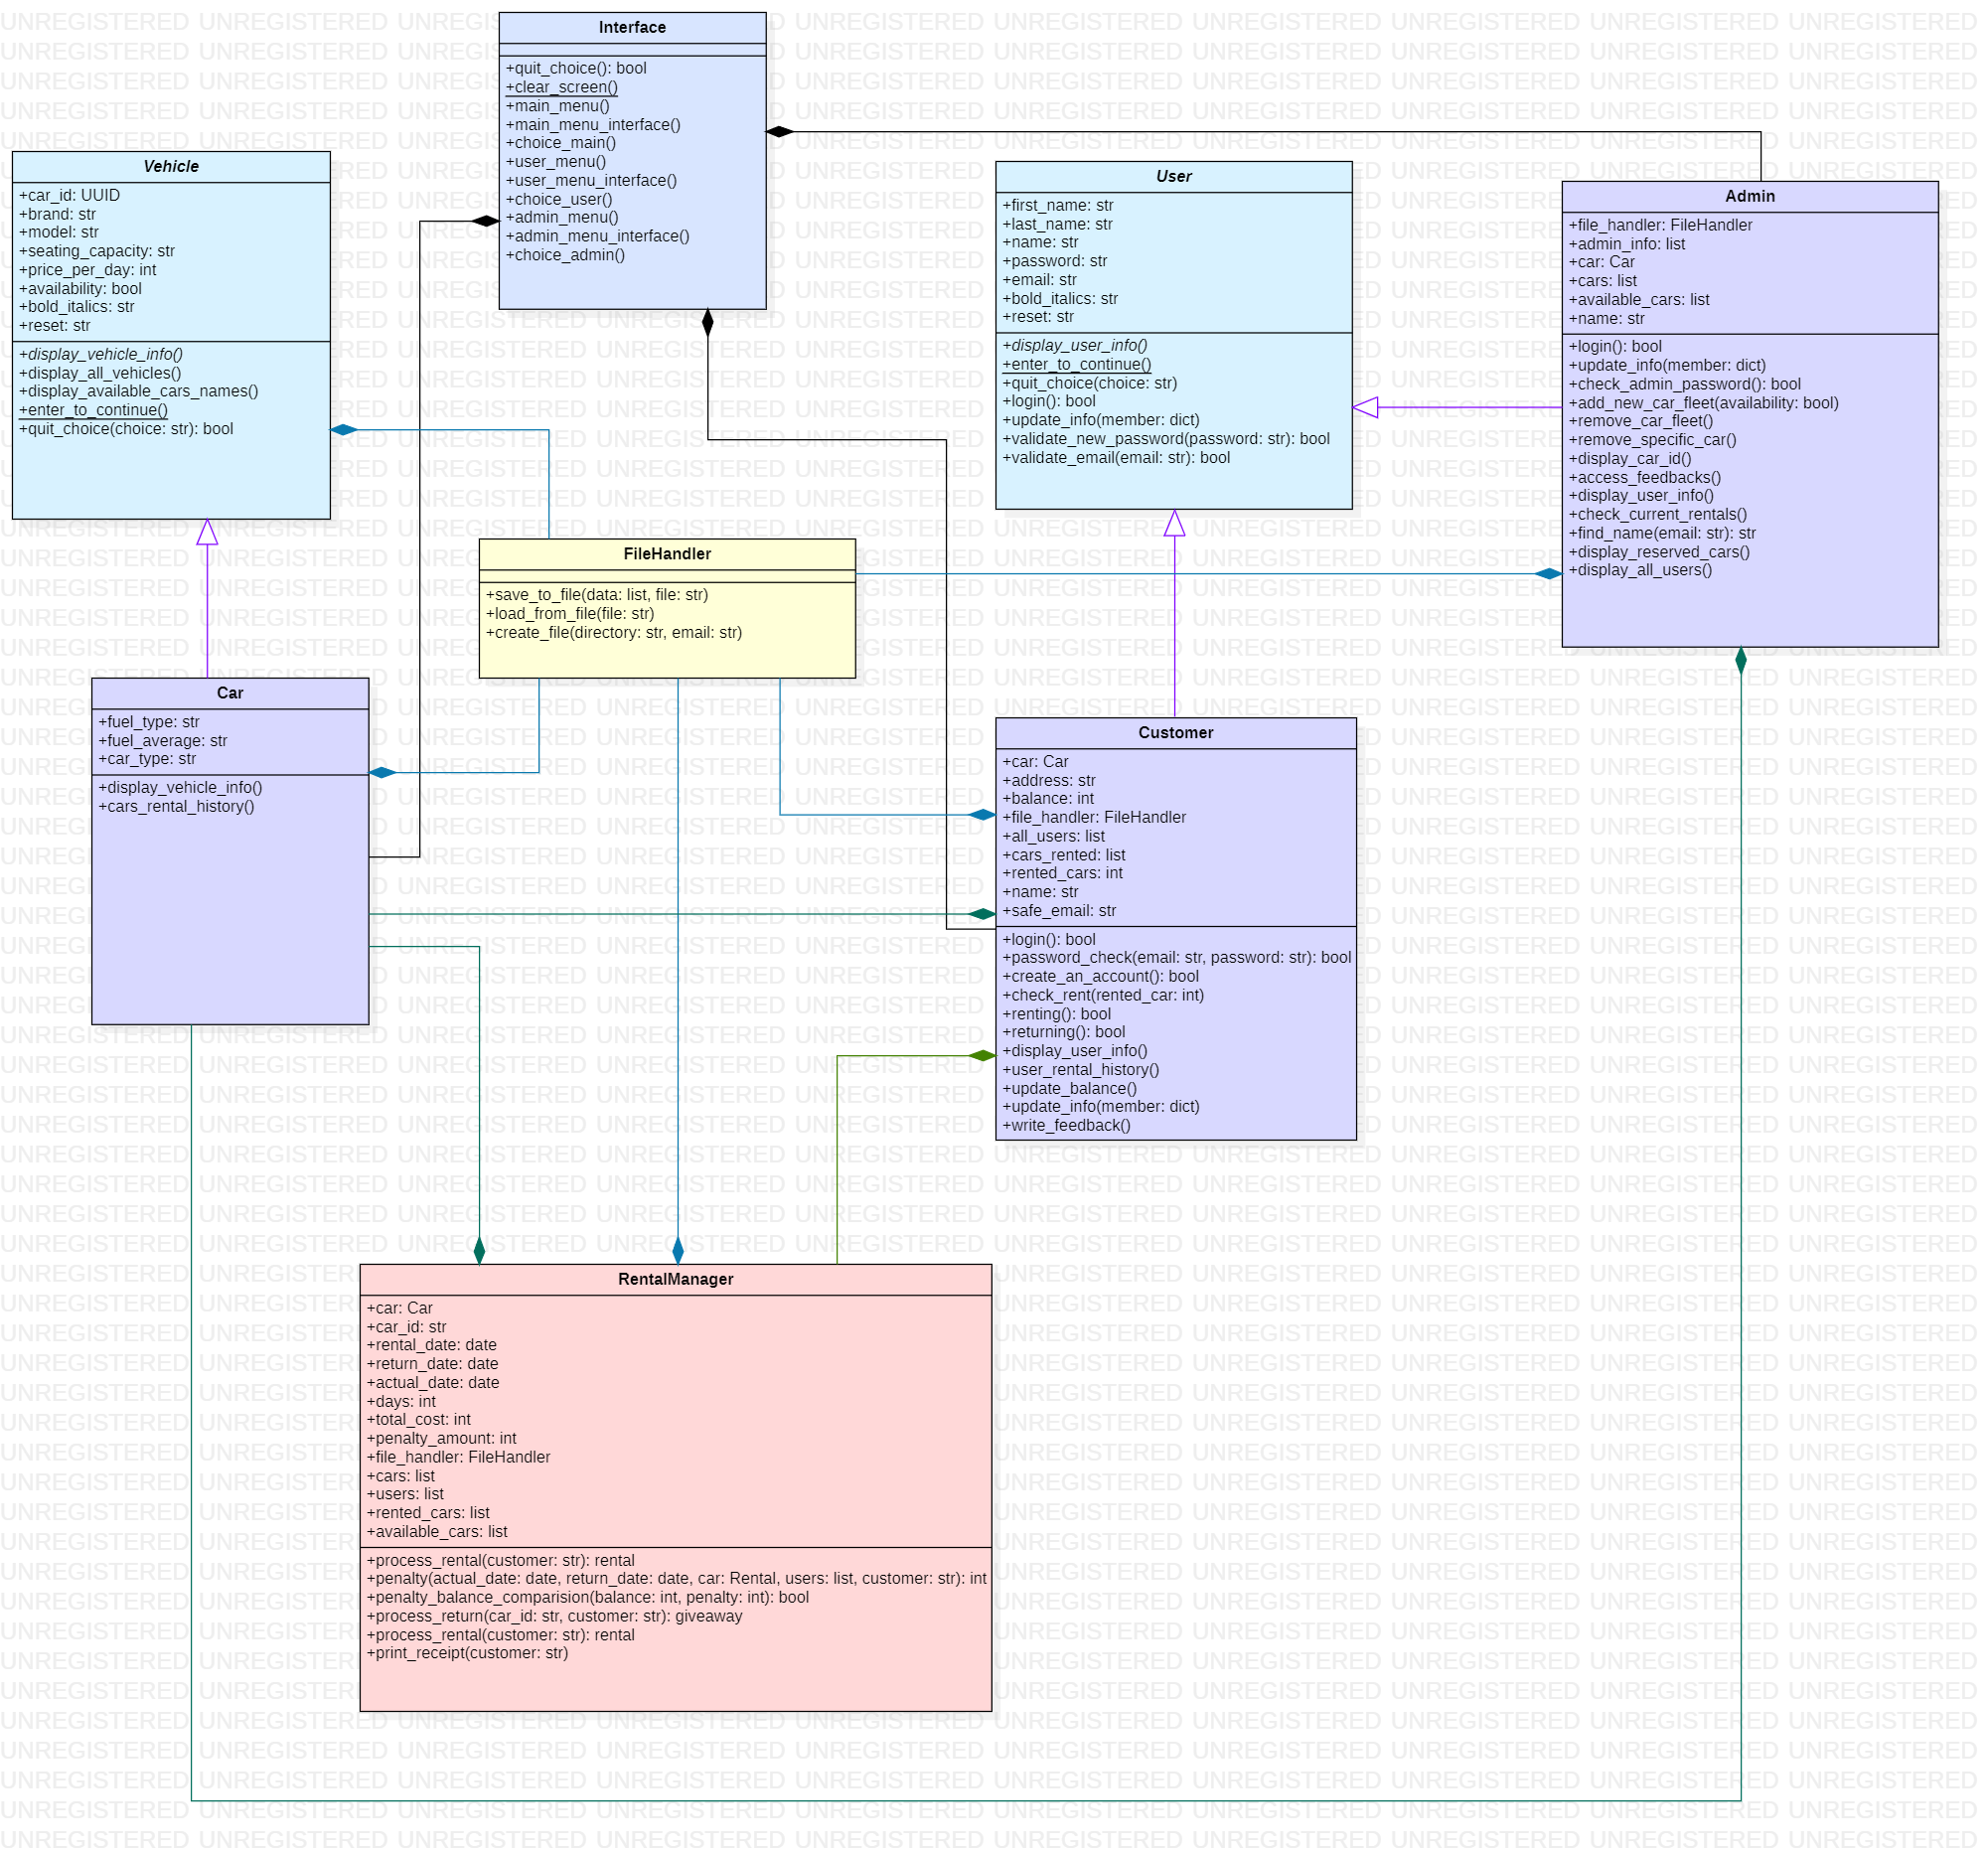 Interface
+quit_choice(): bool
+clear_screen()
+main_menu()
+main_menu_interface()
+choice_main()
+user_menu()
+user_menu_interface()
+choice_user()
+admin_menu()
+admin_menu_interface()
+choice_admin()
Vehicle
+car_id: UUID
+brand: str
+model: str
+seating_capacity: str
+price_per_day: int
+availability: bool
+bold_italics: str
+reset: str
+display_vehicle_info()
+display_all_vehicles()
+display_available_cars_names()
+enter_to_continue()
+quit_choice(choice: str): bool
User
+first_name: str
+last_name: str
+name: str
+password: str
+email: str
+bold_italics: str
+reset: str
+display_user_info()
+enter_to_continue()
+quit_choice(choice: str)
+login(): bool
+update_info(member: dict)
+validate_new_password(password: str): bool
+validate_email(email: str): bool
Admin
+file_handler: FileHandler
+admin_info: list
+car: Car
+cars: list
+available_cars: list
+name: str
+login(): bool
+update_info(member: dict)
+check_admin_password(): bool
+add_new_car_fleet(availability: bool)
+remove_car_fleet()
+remove_specific_car()
+display_car_id()
+access_feedbacks()
+display_user_info()
+check_current_rentals()
+find_name(email: str): str
+display_reserved_cars()
+display_all_users()
FileHandler
+save_to_file(data: list, file: str)
+load_from_file(file: str)
+create_file(directory: str, email: str)
Car
+fuel_type: str
+fuel_average: str
+car_type: str
+display_vehicle_info()
+cars_rental_history()
Customer
+car: Car
+address: str
+balance: int
+file_handler: FileHandler
+all_users: list
+cars_rented: list
+rented_cars: int
+name: str
+safe_email: str
+login(): bool
+password_check(email: str, password: str): bool
+create_an_account(): bool
+check_rent(rented_car: int)
+renting(): bool
+returning(): bool
+display_user_info()
+user_rental_history()
+update_balance()
+update_info(member: dict)
+write_feedback()
RentalManager
+car: Car
+car_id: str
+rental_date: date
+return_date: date
+actual_date: date
+days: int
+total_cost: int
+penalty_amount: int
+file_handler: FileHandler
+cars: list
+users: list
+rented_cars: list
+available_cars: list
+process_rental(customer: str): rental
+penalty(actual_date: date, return_date: date, car: Rental, users: list, customer: str): int
+penalty_balance_comparision(balance: int, penalty: int): bool
+process_return(car_id: str, customer: str): giveaway
+process_rental(customer: str): rental
+print_receipt(customer: str)
UNREGISTERED